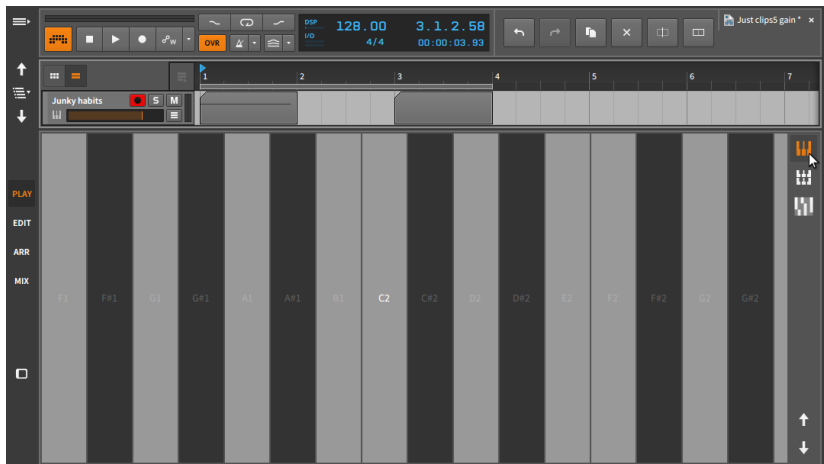 DSP
I/O
128.00
4/4
3.1.2.58
00:00:03.93
Just clips5 gain * ×
w
OVR
1 2 3 4 5 6 7
Junky habits S M
PLAY
EDIT
ARR
MIX
F1 F#1 G1 G#1 A1 A#1 B1 C2 C#2 D2 D#2 E2 F2 F#2 G2 G#2